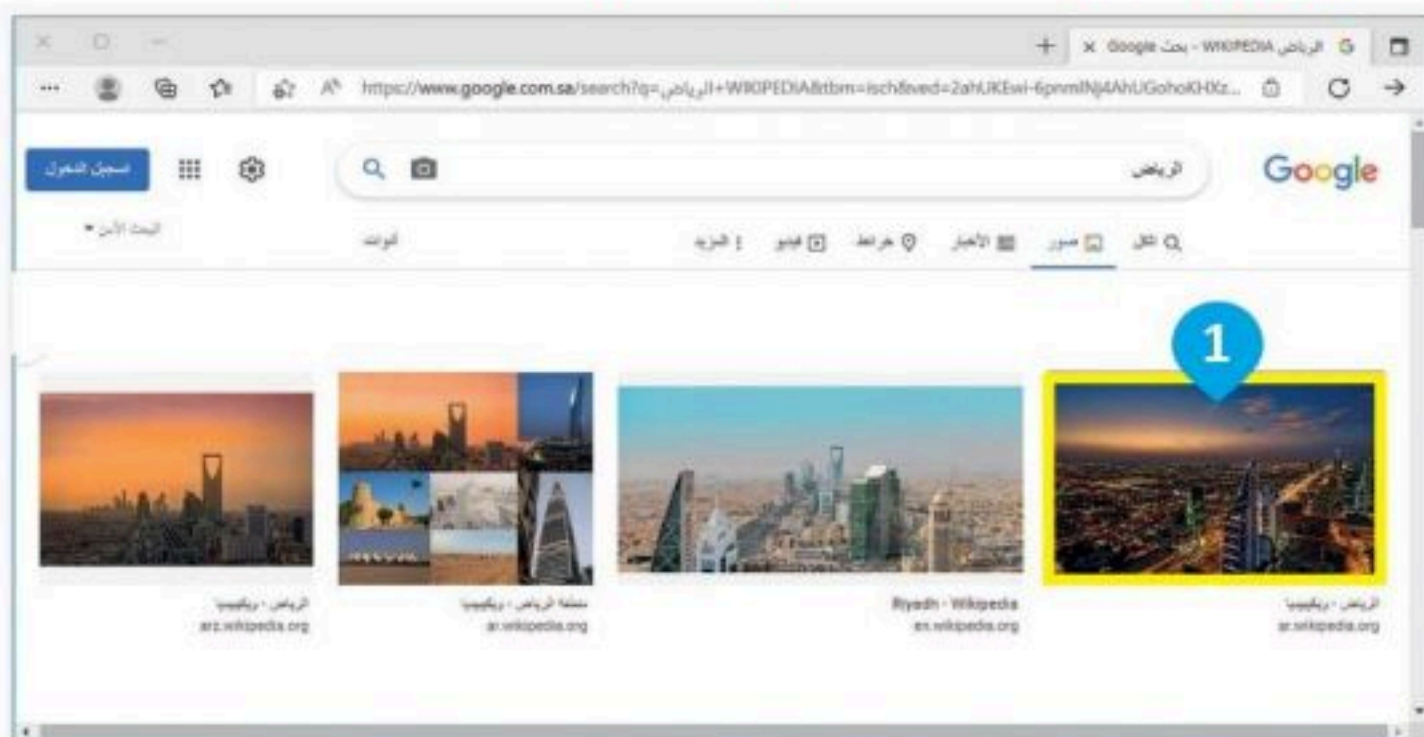 الرياض WIKIPEDIA - بحث Google
https://www.google.com.sa/search?q=الرياض+WIKIPEDIA&tbm=isch&ved=2ahUKEwi-6pnmlNj4AhUGohoKHXz...
Google
الرياض
تسجيل الدخول
الكل صور الأخبار خرائط فيديو المزيد
أدوات
البحث الآمن
1
الرياض - ويكيبيديا
ar.wikipedia.org
Riyadh - Wikipedia
en.wikipedia.org
منطقة الرياض - ويكيبيديا
ar.wikipedia.org
الرياض - ويكيبيديا
arz.wikipedia.org